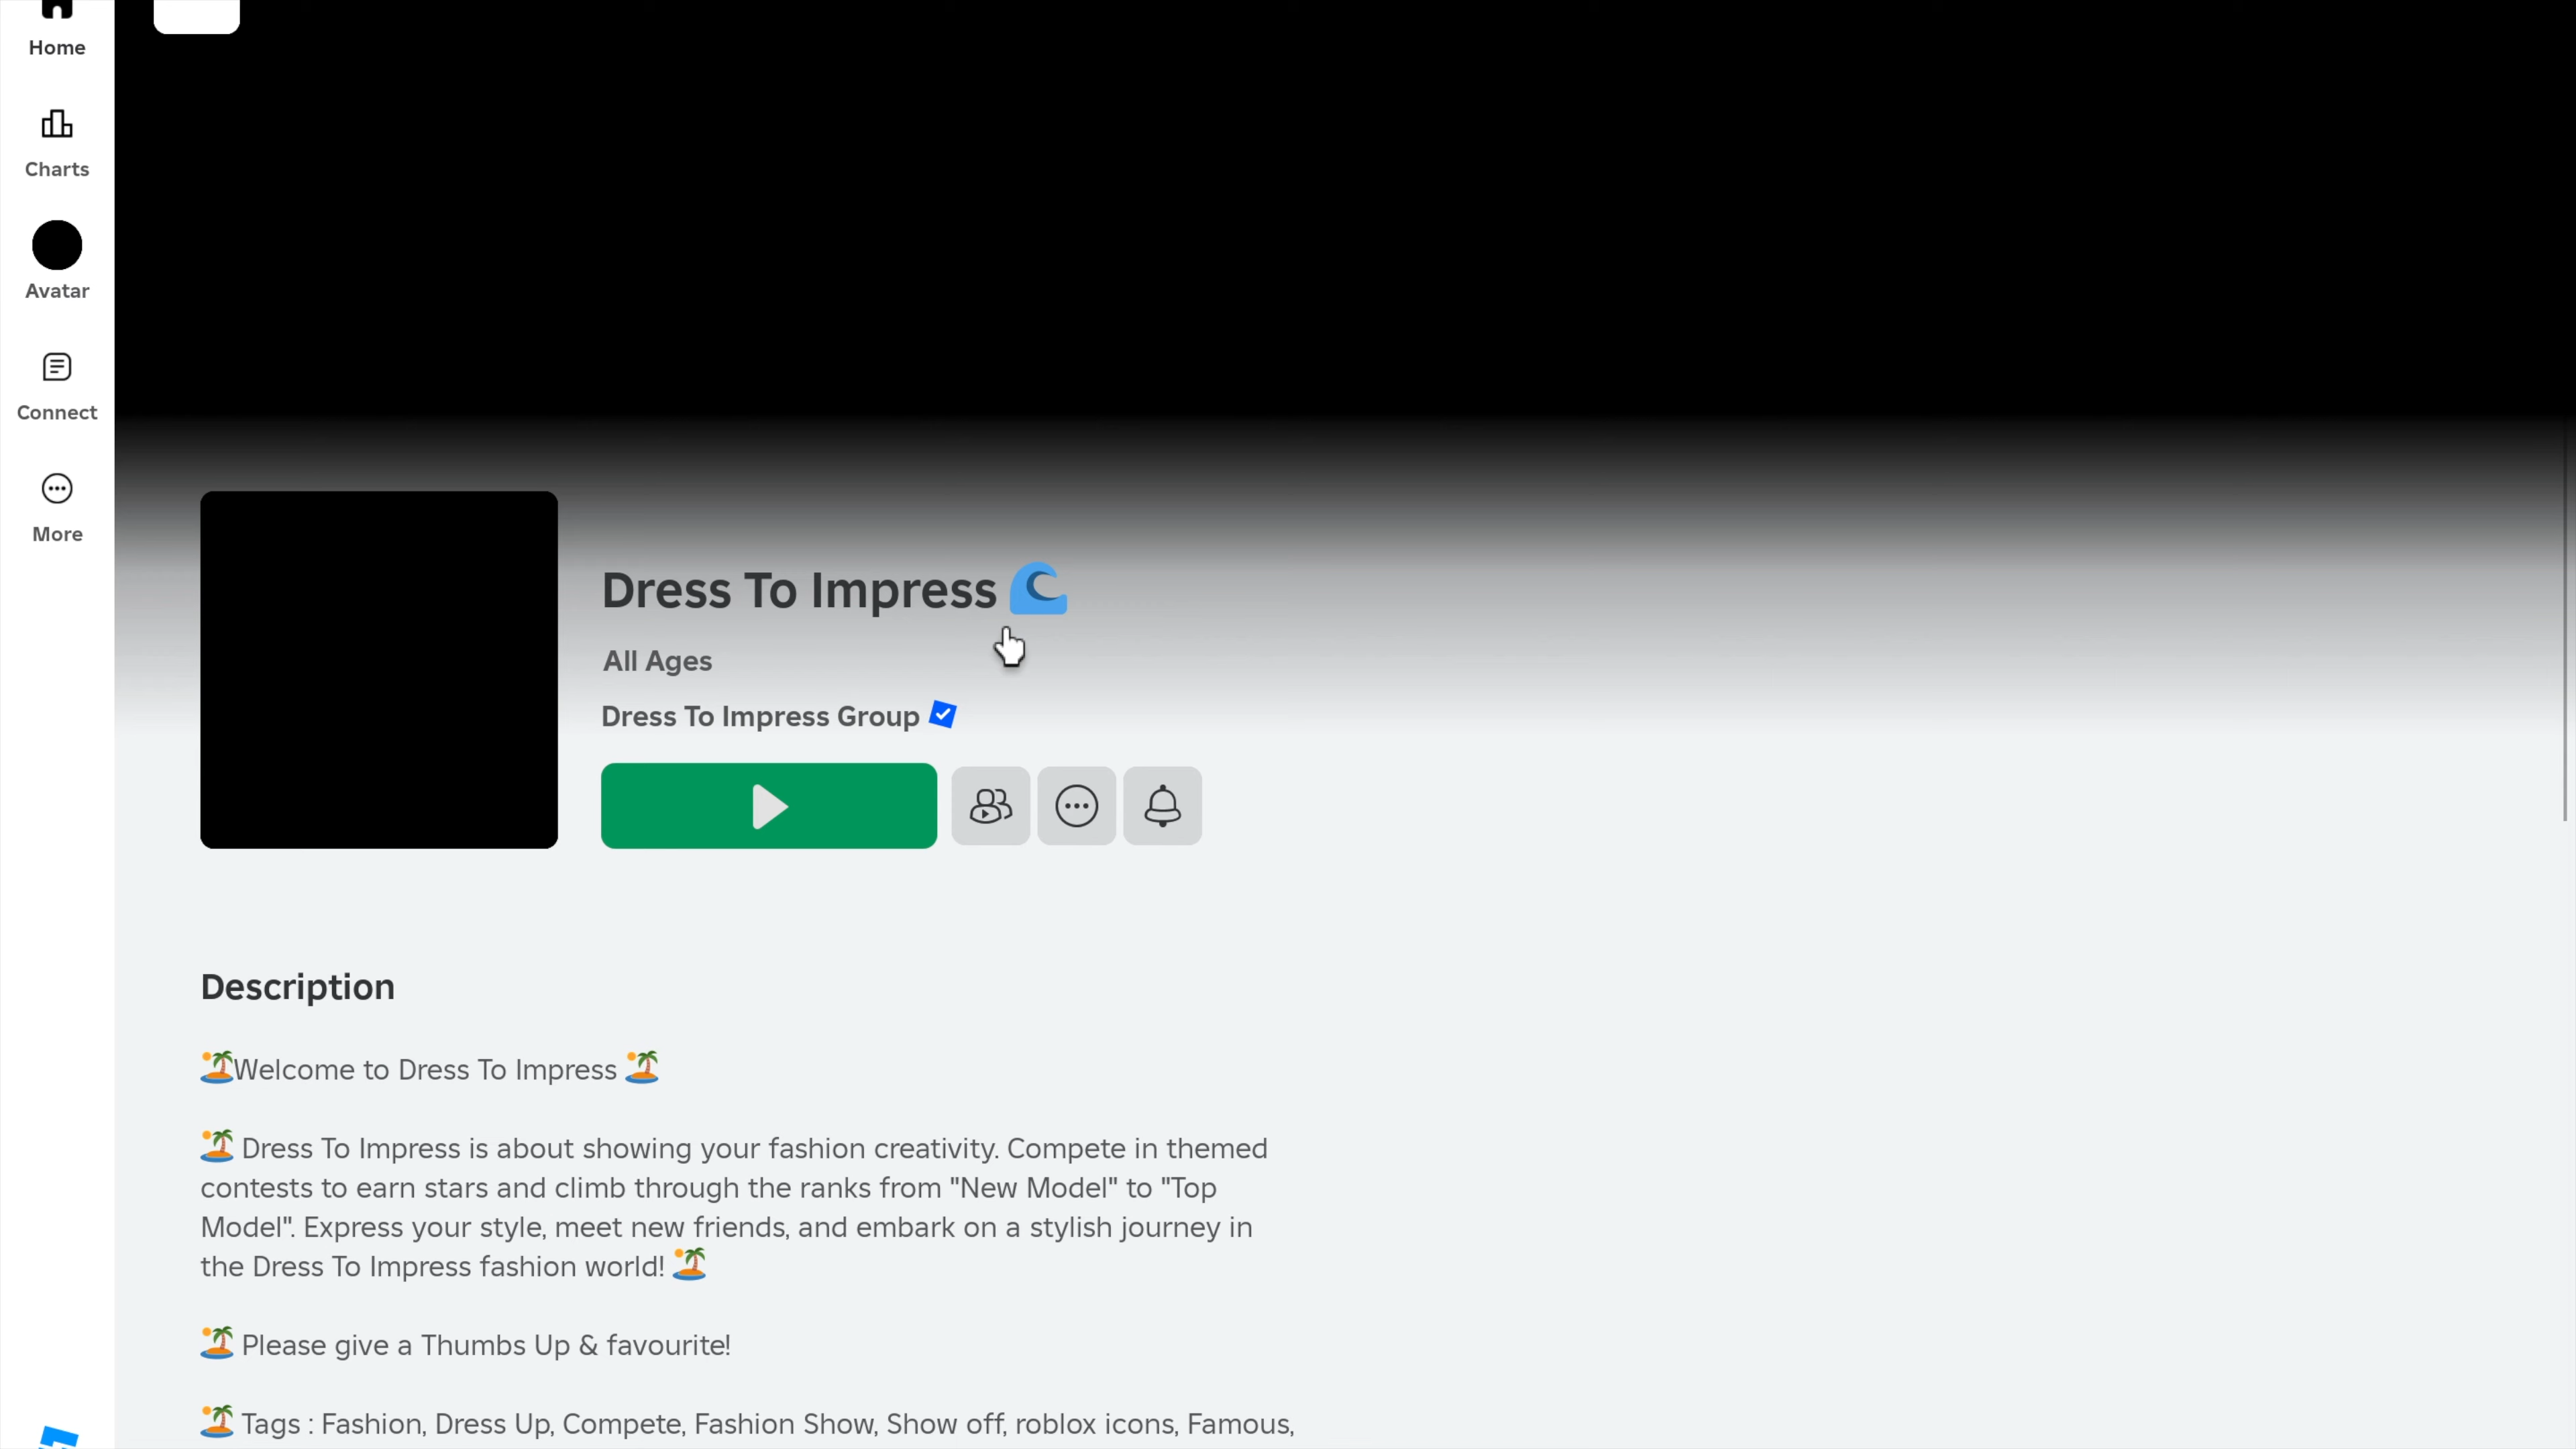 Home
Charts
Avatar
Connect
More
Dress To Impress 🌊
All Ages
Dress To Impress Group
Description
🏝️Welcome to Dress To Impress 🏝️
🏝️ Dress To Impress is about showing your fashion creativity. Compete in themed
contests to earn stars and climb through the ranks from "New Model" to "Top
Model". Express your style, meet new friends, and embark on a stylish journey in
the Dress To Impress fashion world! 🏝️
🏝️ Please give a Thumbs Up & favourite!
🏝️ Tags : Fashion, Dress Up, Compete, Fashion Show, Show off, roblox icons, Famous,